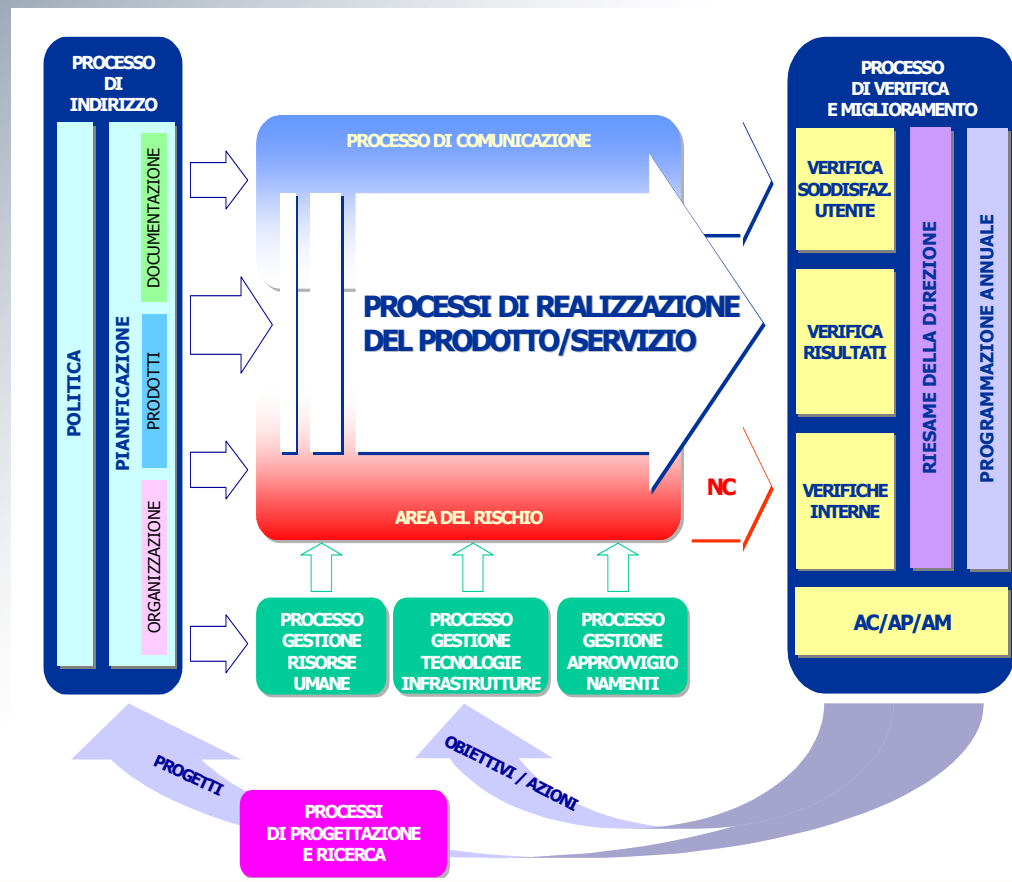 PROCESSO
DI
INDIRIZZO
POLITICA
PIANIFICAZIONE
DOCUMENTAZIONE
PRODOTTI
ORGANIZZAZIONE
PROCESSO DI COMUNICAZIONE
PROCESSI DI REALIZZAZIONE
DEL PRODOTTO/SERVIZIO
AREA DEL RISCHIO
NC
PROCESSO
GESTIONE
RISORSE
UMANE
PROCESSO
GESTIONE
TECNOLOGIE
INFRASTRUTTURE
PROCESSO
GESTIONE
APPROVVIGIO
NAMENTI
PROCESSO
DI VERIFICA
E MIGLIORAMENTO
VERIFICA
SODDISFAZ.
UTENTE
VERIFICA
RISULTATI
VERIFICHE
INTERNE
RIESAME DELLA DIREZIONE
PROGRAMMAZIONE ANNUALE
AC/AP/AM
PROGETTI
OBIETTIVI / AZIONI
PROCESSI
DI PROGETTAZIONE
E RICERCA